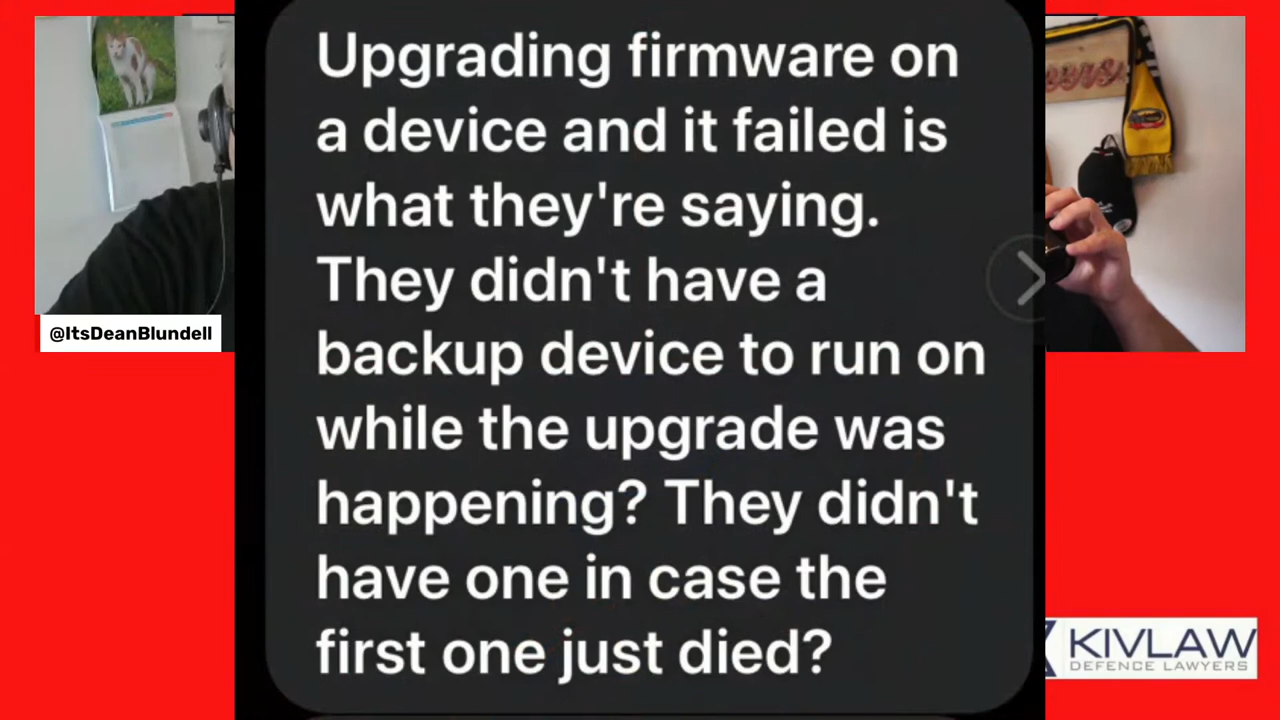 Upgrading firmware on
a device and it failed is
what they're saying.
They didn't have a
backup device to run on
while the upgrade was
happening? They didn't
have one in case the
first one just died?
@ItsDeanBlundell
KIVLAW
DEFENCE LAWYERS